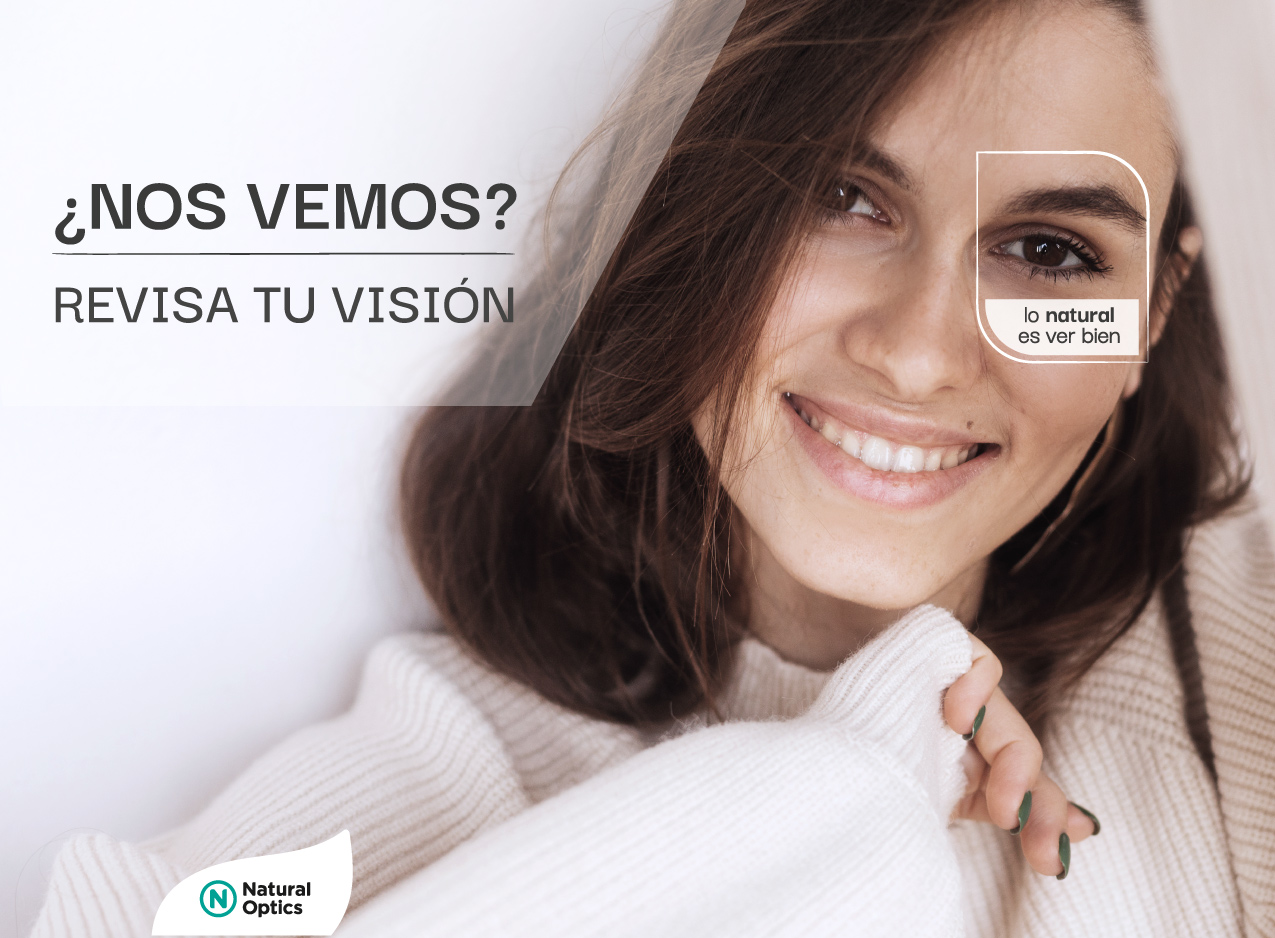 ¿NOS VEMOS?
REVISA TU VISIÓN
lo natural
es ver bien
Natural
Optics